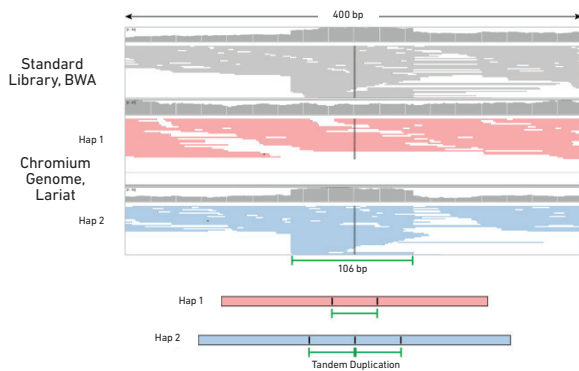 400 bp
Standard
Library, BWA
Hap 1
Chromium
Genome,
Lariat
Hap 2
106 bp
Hap 1
Hap 2
Tandem Duplication